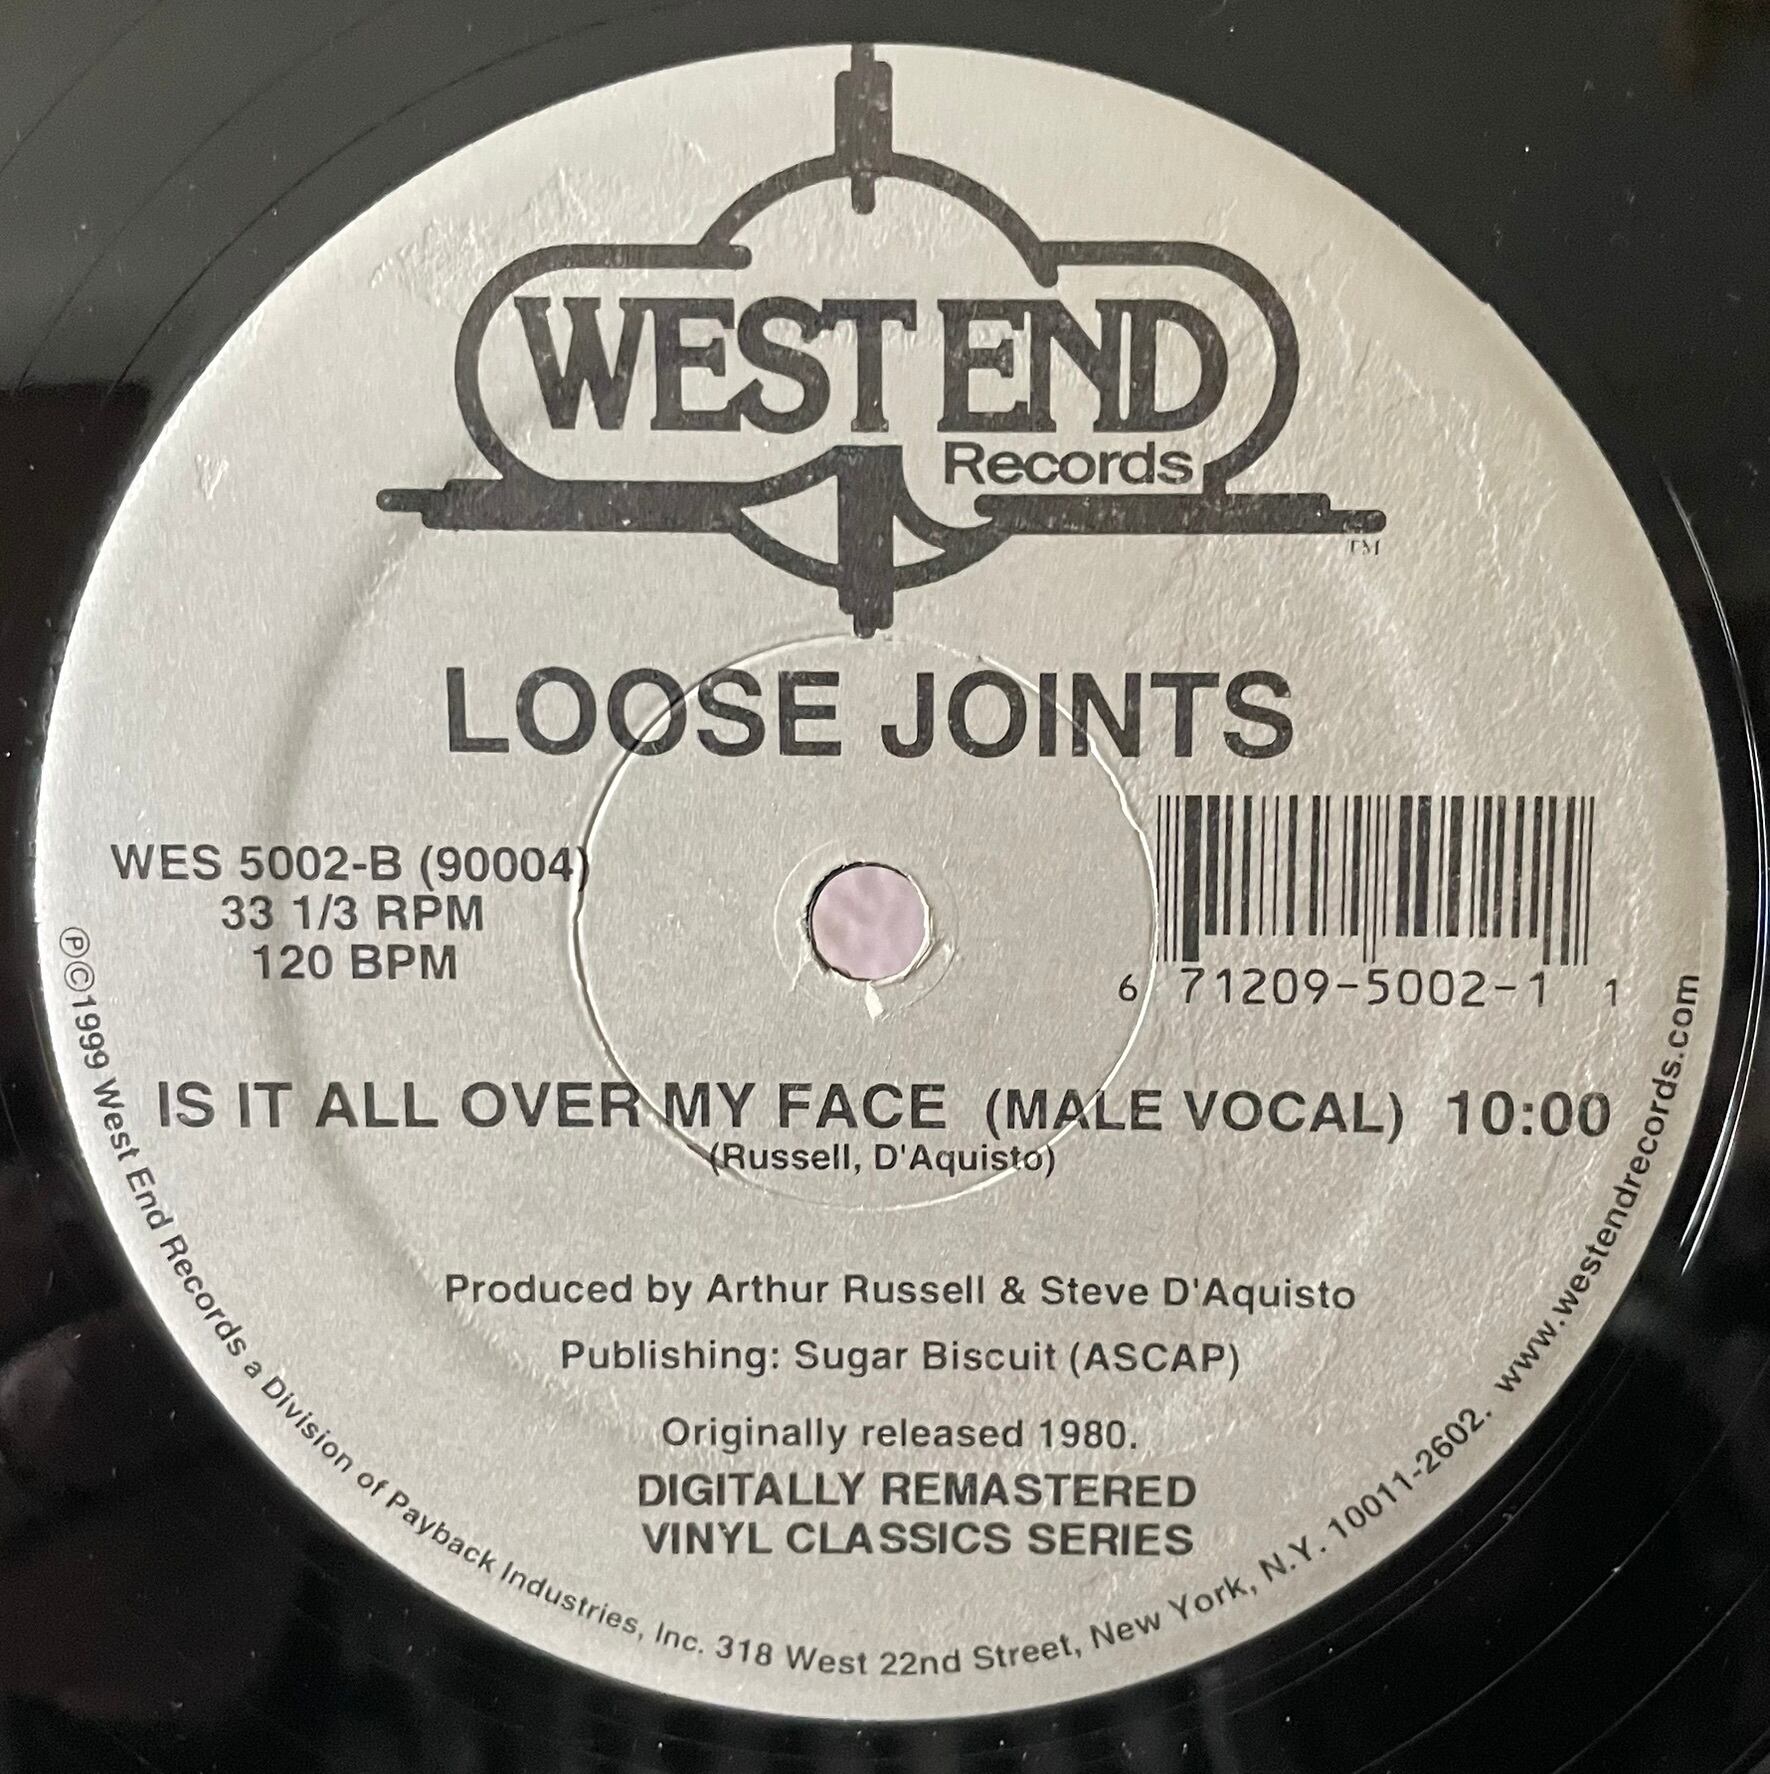 WEST END
Records
TM
LOOSE JOINTS
WES 5002-B (90004)
33 1/3 RPM
120 BPM
6 71209-5002-1 1
IS IT ALL OVER MY FACE (MALE VOCAL) 10:00
(Russell, D'Aquisto)
Produced by Arthur Russell & Steve D'Aquisto
Publishing: Sugar Biscuit (ASCAP)
Originally released 1980.
DIGITALLY REMASTERED
VINYL CLASSICS SERIES
℗©1999 West End Records a Division of Payback Industries, Inc. 318 West 22nd Street, New York, N.Y. 10011-2602. www.westendrecords.com